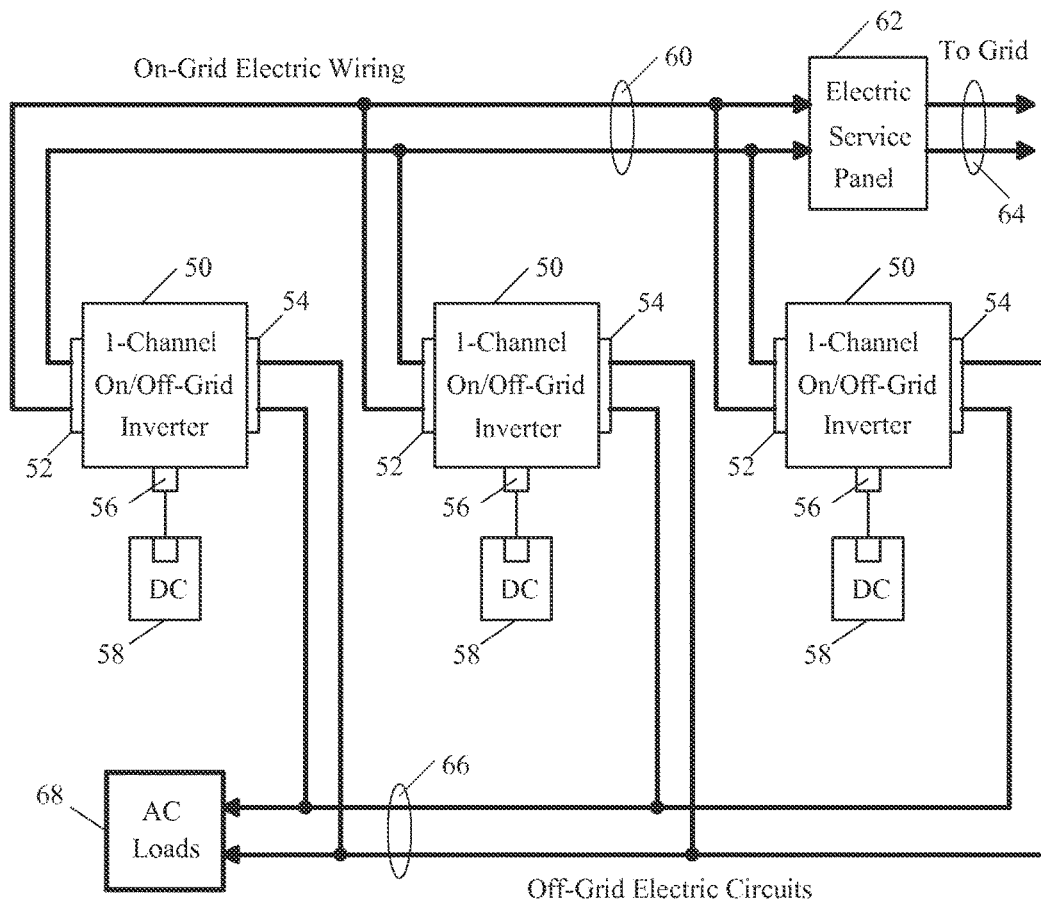 62
To Grid
On-Grid Electric Wiring
60
Electric
Service
Panel
64
50
54
1-Channel
On/Off-Grid
Inverter
52
56
DC
58
50
54
1-Channel
On/Off-Grid
Inverter
52
56
DC
58
50
54
1-Channel
On/Off-Grid
Inverter
52
56
DC
58
66
68
AC
Loads
Off-Grid Electric Circuits